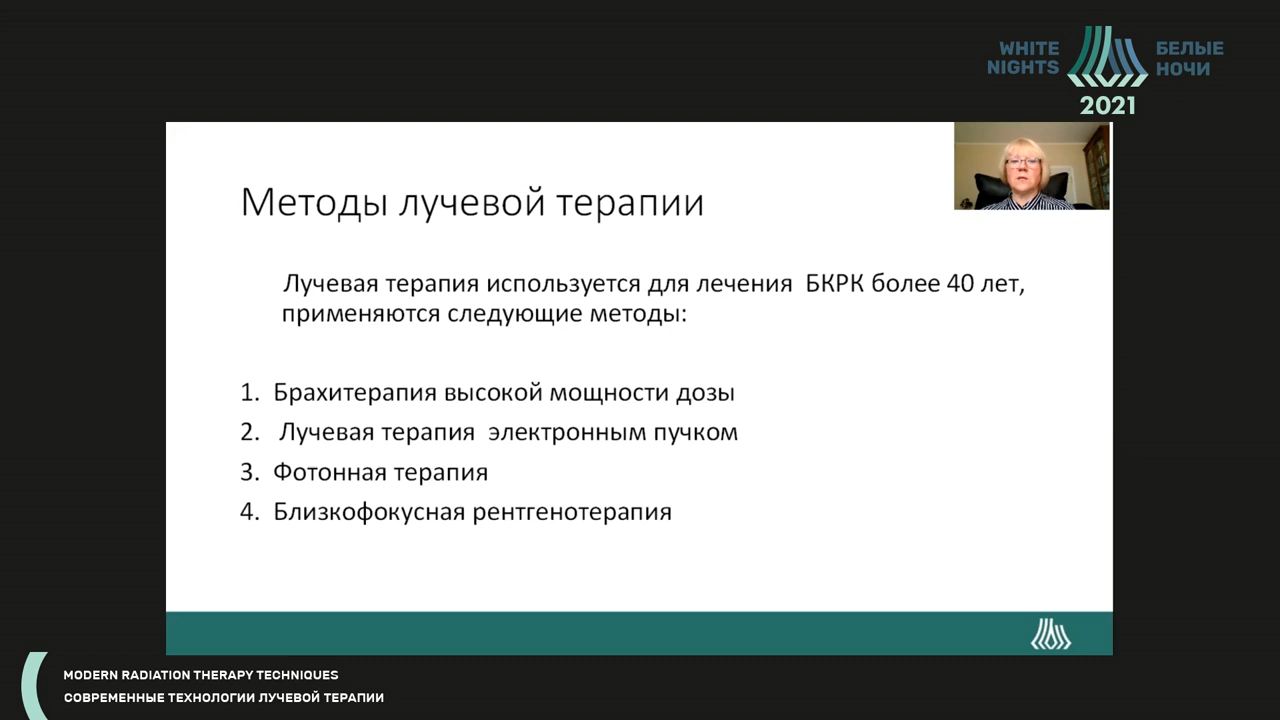 WHITE
NIGHTS
БЕЛЫЕ
НОЧИ
2021
Методы лучевой терапии
Лучевая терапия используется для лечения БКРК более 40 лет,
применяются следующие методы:
1. Брахитерапия высокой мощности дозы
2. Лучевая терапия электронным пучком
3. Фотонная терапия
4. Близкофокусная рентгенотерапия
MODERN RADIATION THERAPY TECHNIQUES
СОВРЕМЕННЫЕ ТЕХНОЛОГИИ ЛУЧЕВОЙ ТЕРАПИИ